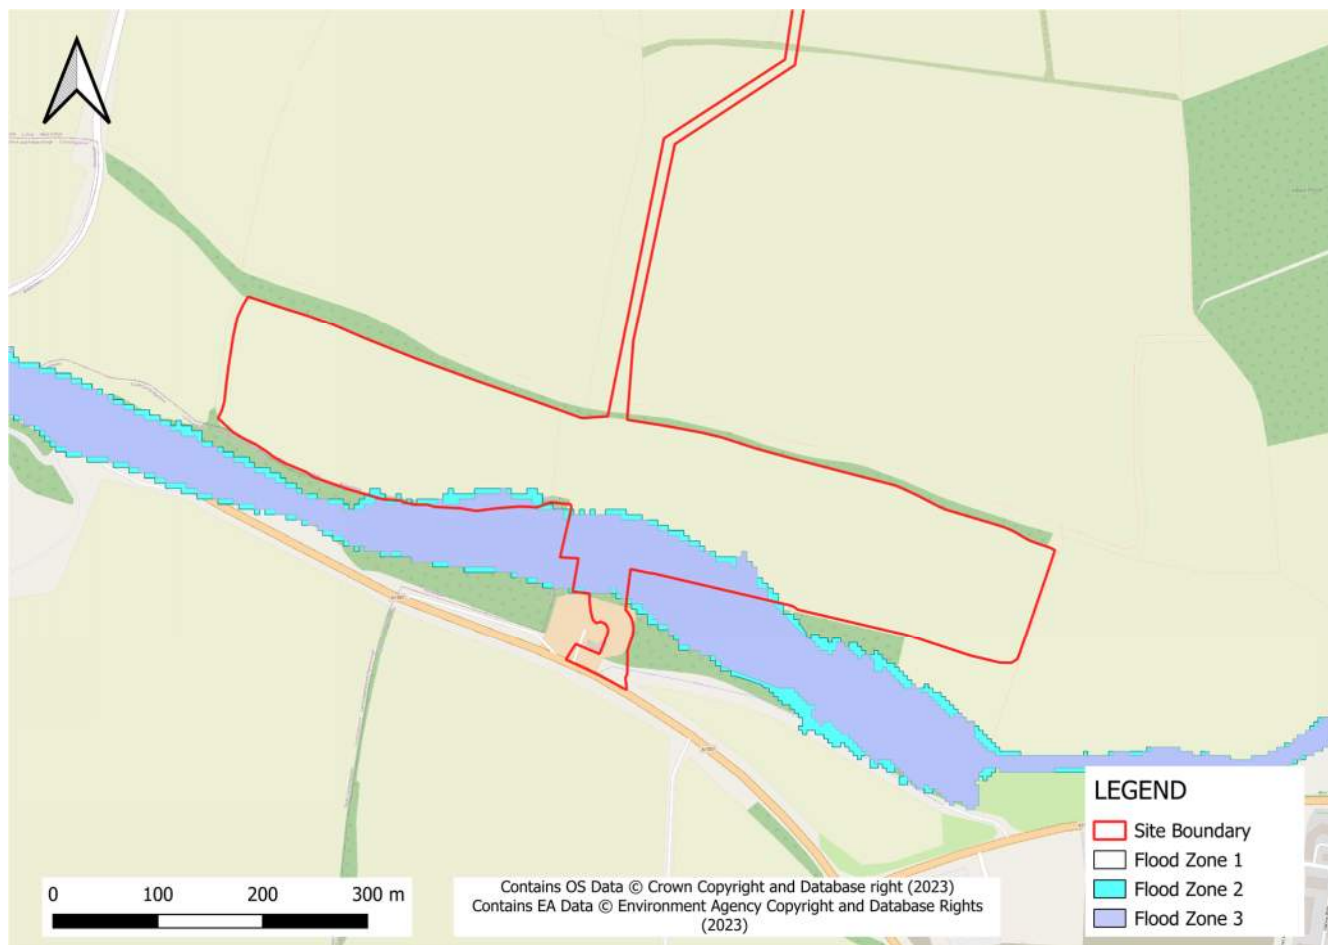 LEGEND
Site Boundary
Flood Zone 1
Flood Zone 2
Flood Zone 3
0 100 200 300 m
Contains OS Data © Crown Copyright and Database right (2023)
Contains EA Data © Environment Agency Copyright and Database Rights
(2023)